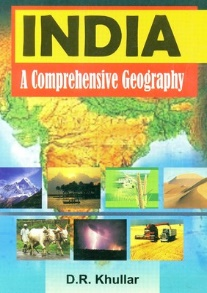 INDIA
A Comprehensive Geography
D.R. Khullar